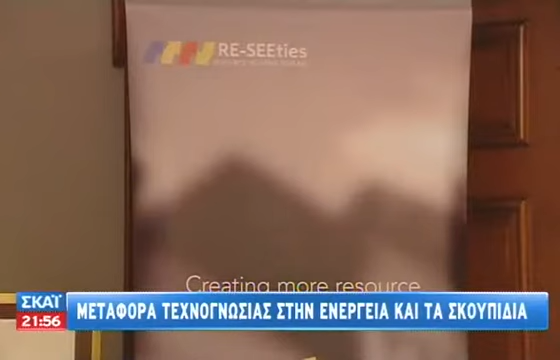 RE-SEEties
Creating more resource
ΣΚΑΪ
21:56
ΜΕΤΑΦΟΡΑ ΤΕΧΝΟΓΝΩΣΙΑΣ ΣΤΗΝ ΕΝΕΡΓΕΙΑ ΚΑΙ ΤΑ ΣΚΟΥΠΙΔΙΑ